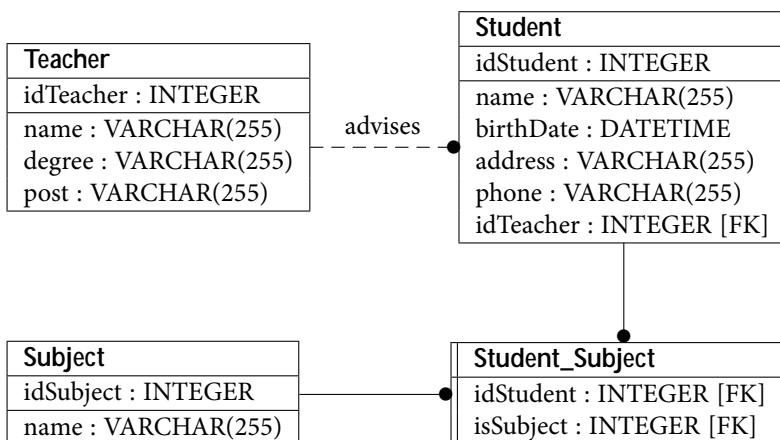 Teacher
idTeacher : INTEGER
name : VARCHAR(255)
degree : VARCHAR(255)
post : VARCHAR(255)
advises
Student
idStudent : INTEGER
name : VARCHAR(255)
birthDate : DATETIME
address : VARCHAR(255)
phone : VARCHAR(255)
idTeacher : INTEGER [FK]
Subject
idSubject : INTEGER
name : VARCHAR(255)
Student_Subject
idStudent : INTEGER [FK]
isSubject : INTEGER [FK]